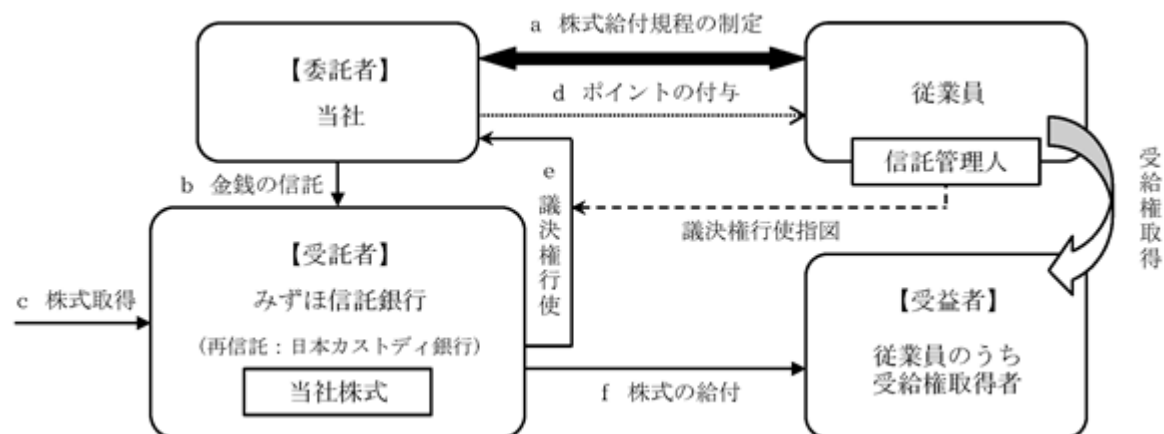 a 株式給付規程の制定
【委託者】
当社
d ポイントの付与
従業員
信託管理人
受給権取得
b 金銭の信託
e 議決権行使
議決権行使指図
【受託者】
みずほ信託銀行
(再信託:日本カストディ銀行)
当社株式
c 株式取得
f 株式の給付
【受益者】
従業員のうち
受給権取得者